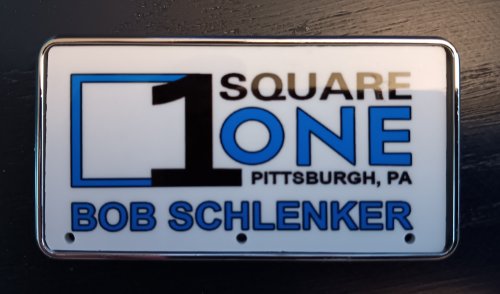 1 SQUARE
ONE
PITTSBURGH, PA
BOB SCHLENKER